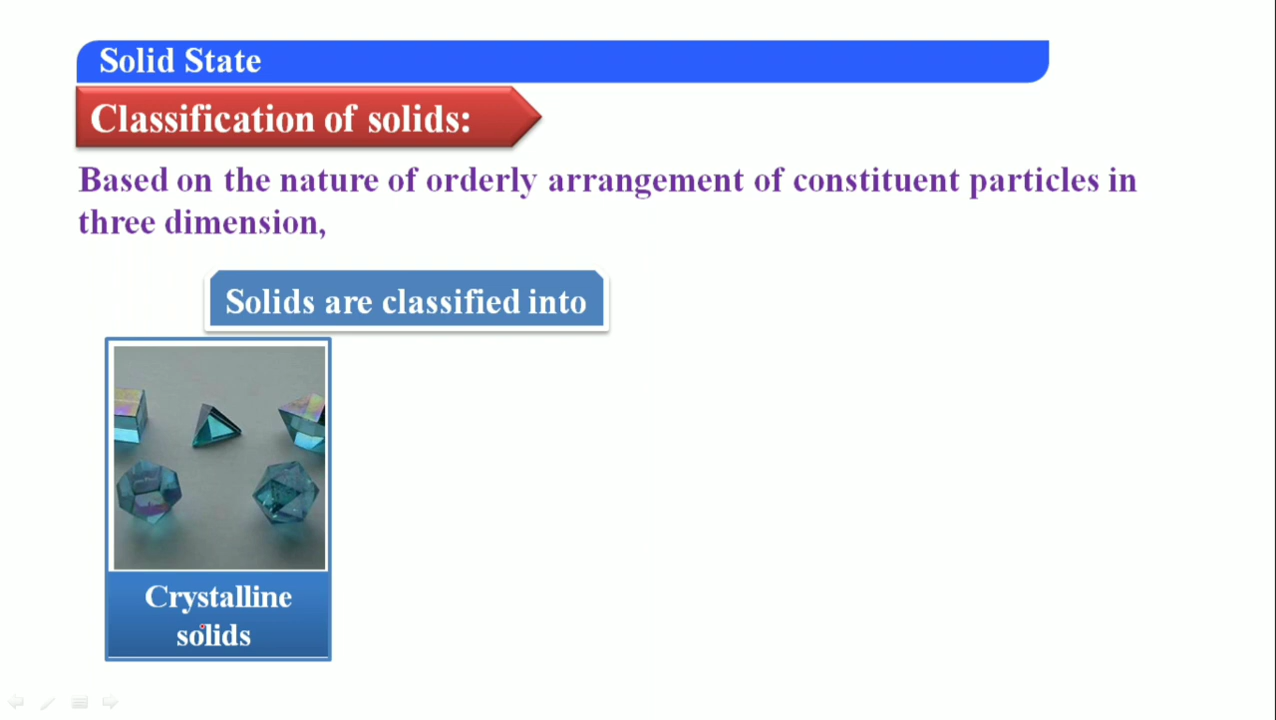 Solid State
Classification of solids:
Based on the nature of orderly arrangement of constituent particles in
three dimension,
Solids are classified into
Crystalline
solids